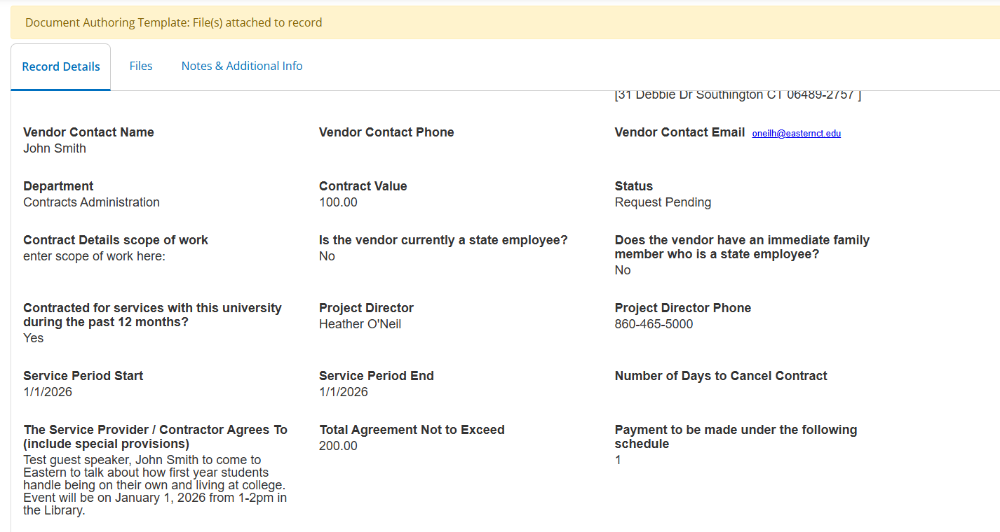 Document Authoring Template: File(s) attached to record
Record Details
Files
Notes & Additional Info
[31 Debbie Dr Southington CT 06489-2757 ]
Vendor Contact Name
John Smith
Vendor Contact Phone
Vendor Contact Email oneilh@easternct.edu
Department
Contracts Administration
Contract Value
100.00
Status
Request Pending
Contract Details scope of work
enter scope of work here:
Is the vendor currently a state employee?
No
Does the vendor have an immediate family
member who is a state employee?
No
Contracted for services with this university
during the past 12 months?
Yes
Project Director
Heather O'Neil
Project Director Phone
860-465-5000
Service Period Start
1/1/2026
Service Period End
1/1/2026
Number of Days to Cancel Contract
The Service Provider / Contractor Agrees To
(include special provisions)
Test guest speaker, John Smith to come to
Eastern to talk about how first year students
handle being on their own and living at college.
Event will be on January 1, 2026 from 1-2pm in
the Library.
Total Agreement Not to Exceed
200.00
Payment to be made under the following
schedule
1